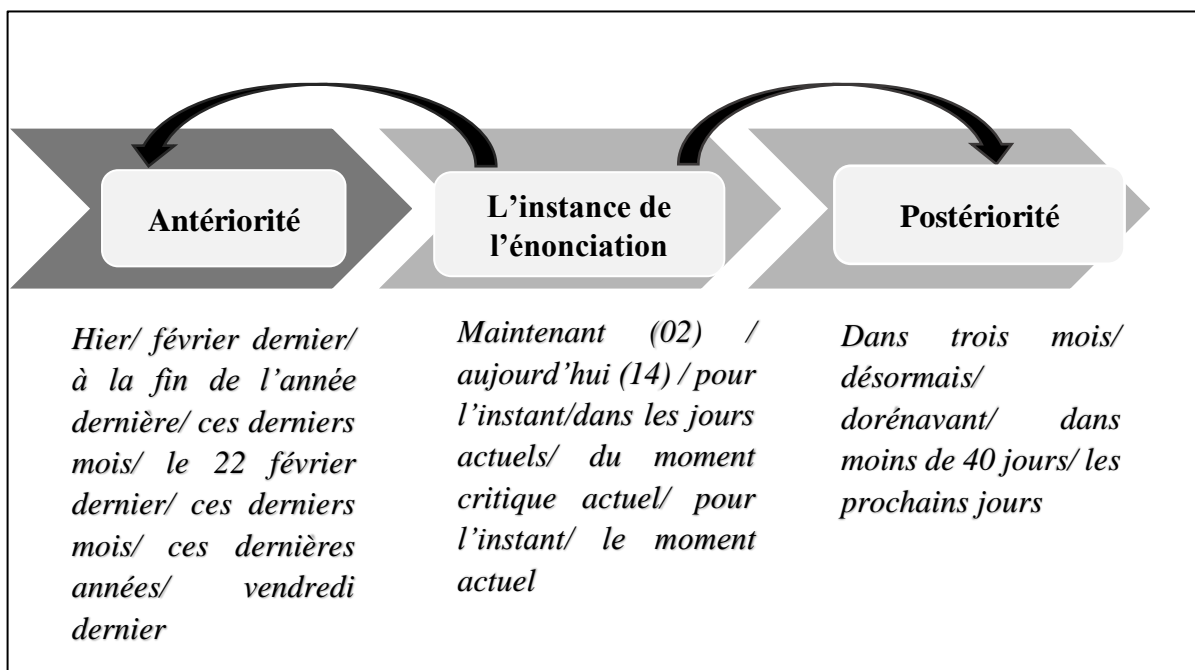 Antériorité
L’instance de
l’énonciation
Postériorité
Hier/ février dernier/
à la fin de l’année
dernière/ ces derniers
mois/ le 22 février
dernier/ ces derniers
mois/ ces dernières
années/ vendredi
dernier
Maintenant (02) /
aujourd’hui (14) / pour
l’instant/dans les jours
actuels/ du moment
critique actuel/ pour
l’instant/ le moment
actuel
Dans trois mois/
désormais/
dorénavant/ dans
moins de 40 jours/ les
prochains jours